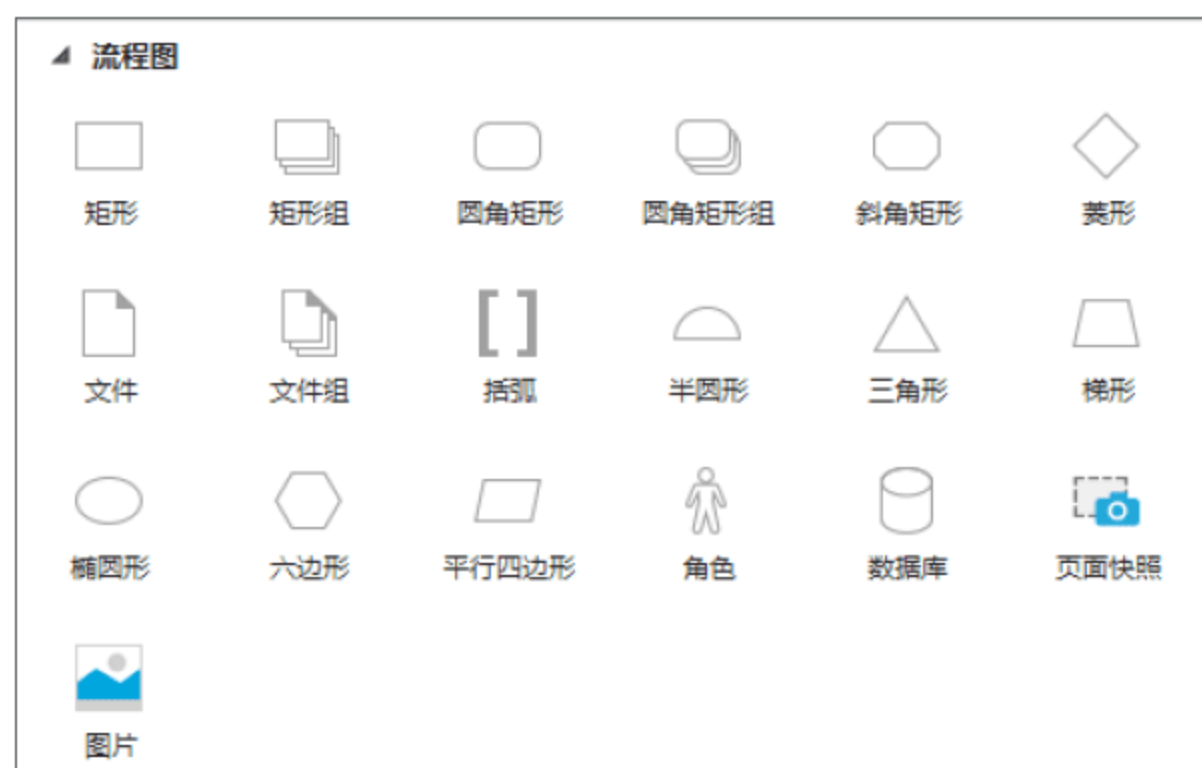 流程图
矩形 矩形组 圆角矩形 圆角矩形组 斜角矩形 菱形
文件 文件组 括弧 半圆形 三角形 梯形
椭圆形 六边形 平行四边形 角色 数据库 页面快照
图片